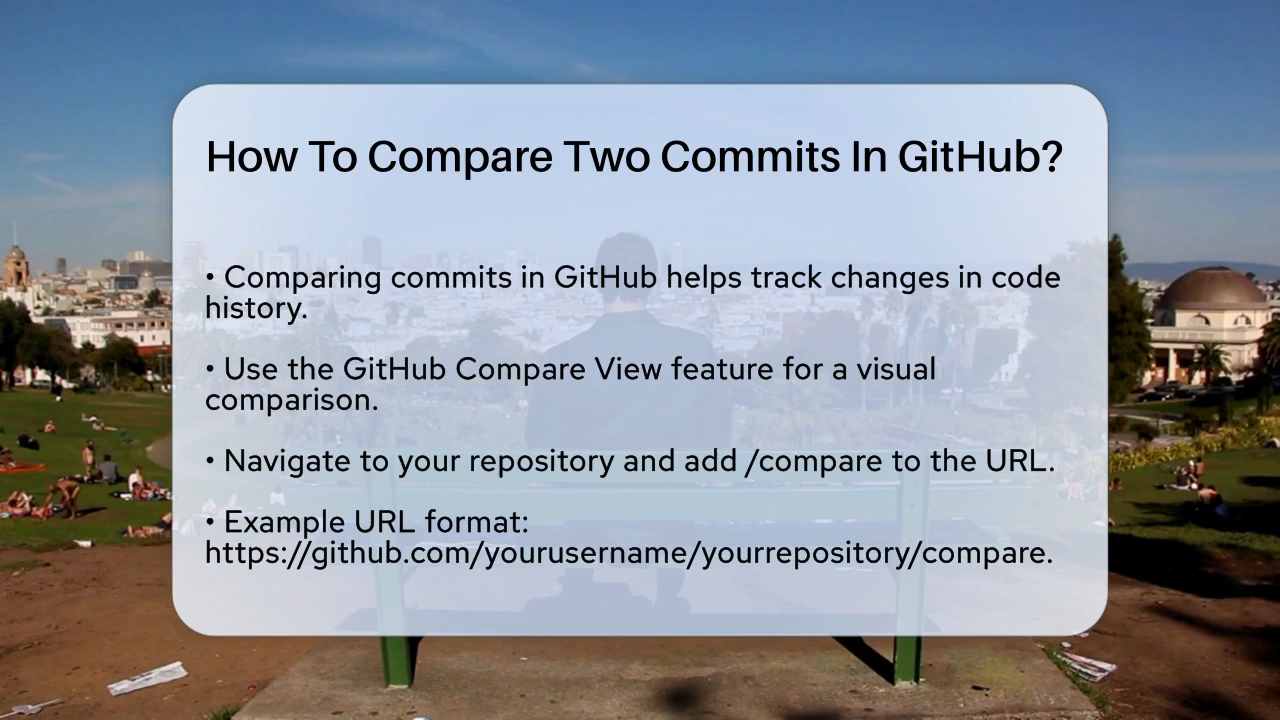 How To Compare Two Commits In GitHub?
• Comparing commits in GitHub helps track changes in code
history.
• Use the GitHub Compare View feature for a visual
comparison.
• Navigate to your repository and add /compare to the URL.
• Example URL format:
https://github.com/yourusername/yourrepository/compare.